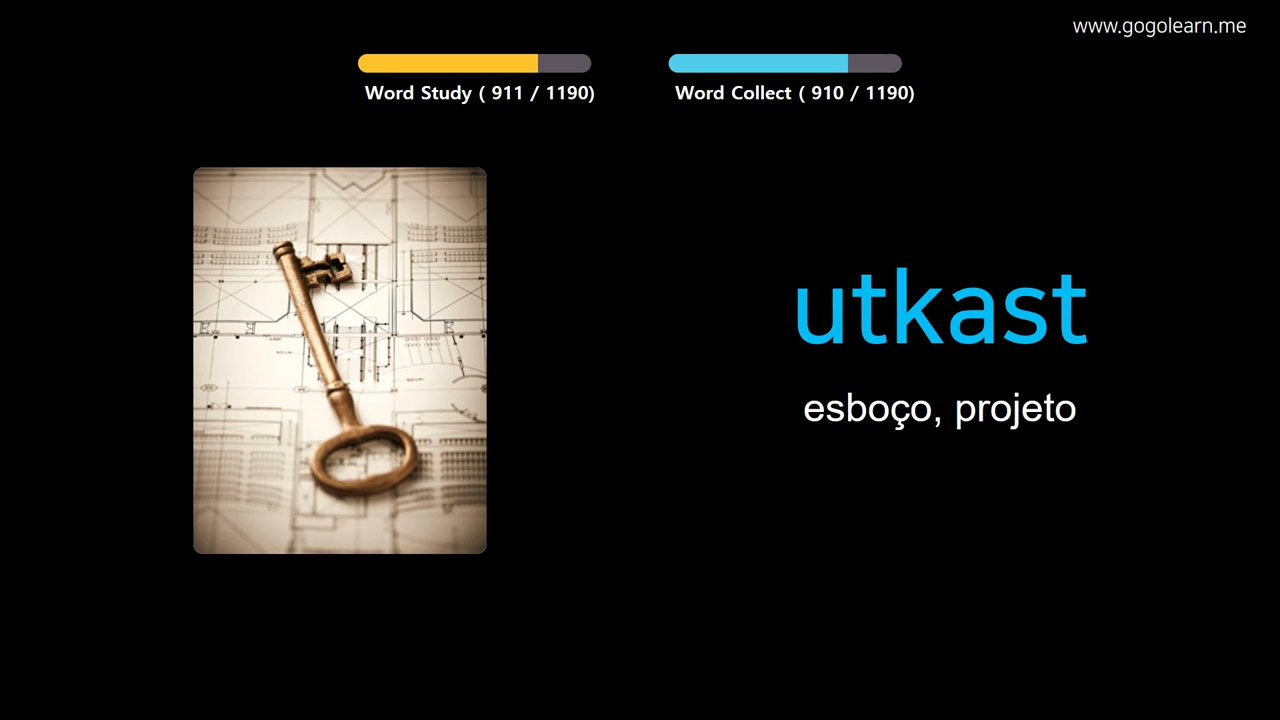 www.gogolearn.me
Word Study ( 911 / 1190)
Word Collect ( 910 / 1190)
utkast
esboço, projeto